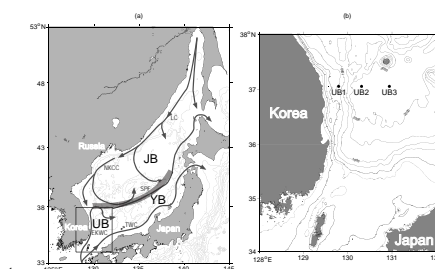 (a)
53°N
48
43
38
33
125°E
130
135
140
145
Russia
Korea
Japan
JB
YB
UB
LC
NKCC
SPF
TWC
EKWC
(b)
38°N
37
36
35
34
128°E
129
130
131
UB1
UB2
UB3
Korea
Japan